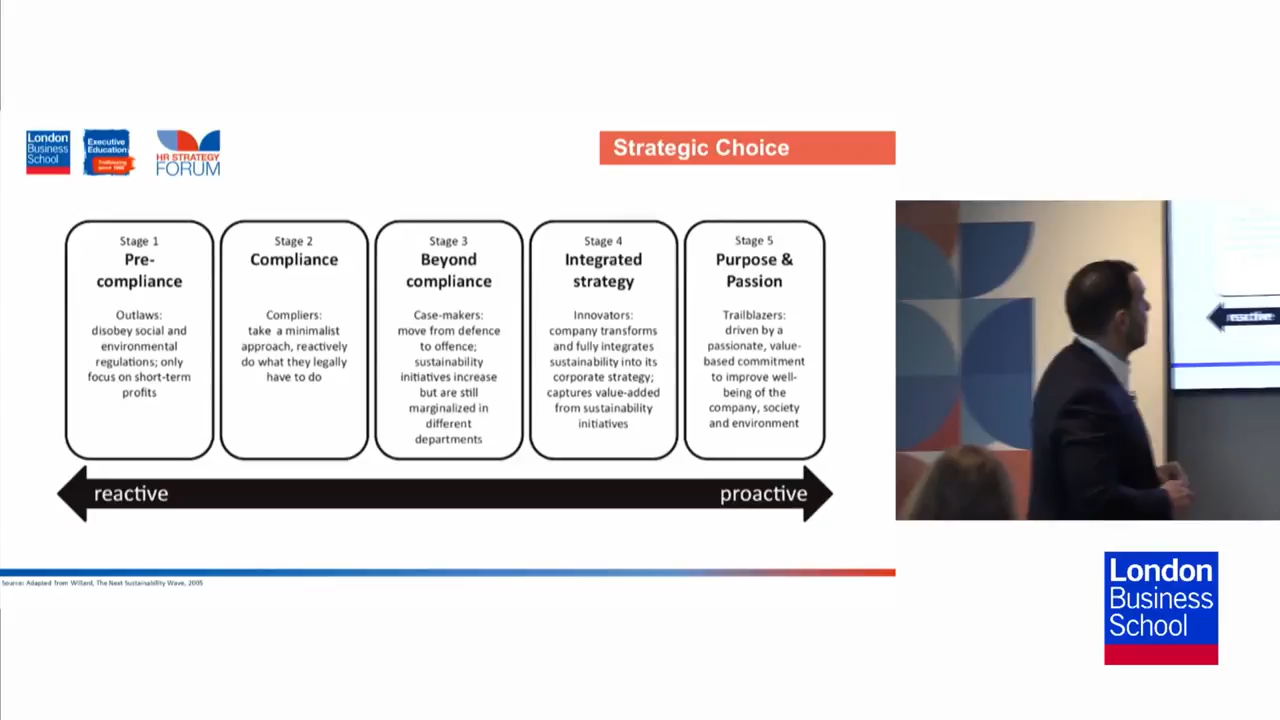 London
Business
School
Executive
Education
Trailblazing
since 1965
HR STRATEGY
FORUM
Strategic Choice
Stage 1
Pre-
compliance
Outlaws:
disobey social and
environmental
regulations; only
focus on short-term
profits
Stage 2
Compliance
Compliers:
take a minimalist
approach, reactively
do what they legally
have to do
Stage 3
Beyond
compliance
Case-makers:
move from defence
to offence;
sustainability
initiatives increase
but are still
marginalized in
different
departments
Stage 4
Integrated
strategy
Innovators:
company transforms
and fully integrates
sustainability into its
corporate strategy;
captures value-added
from sustainability
initiatives
Stage 5
Purpose &
Passion
Trailblazers:
driven by a
passionate, value-
based commitment
to improve well-
being of the
company, society
and environment
reactive
proactive
Source: Adapted from Willard, The Next Sustainability Wave, 2005
reactive
London
Business
School